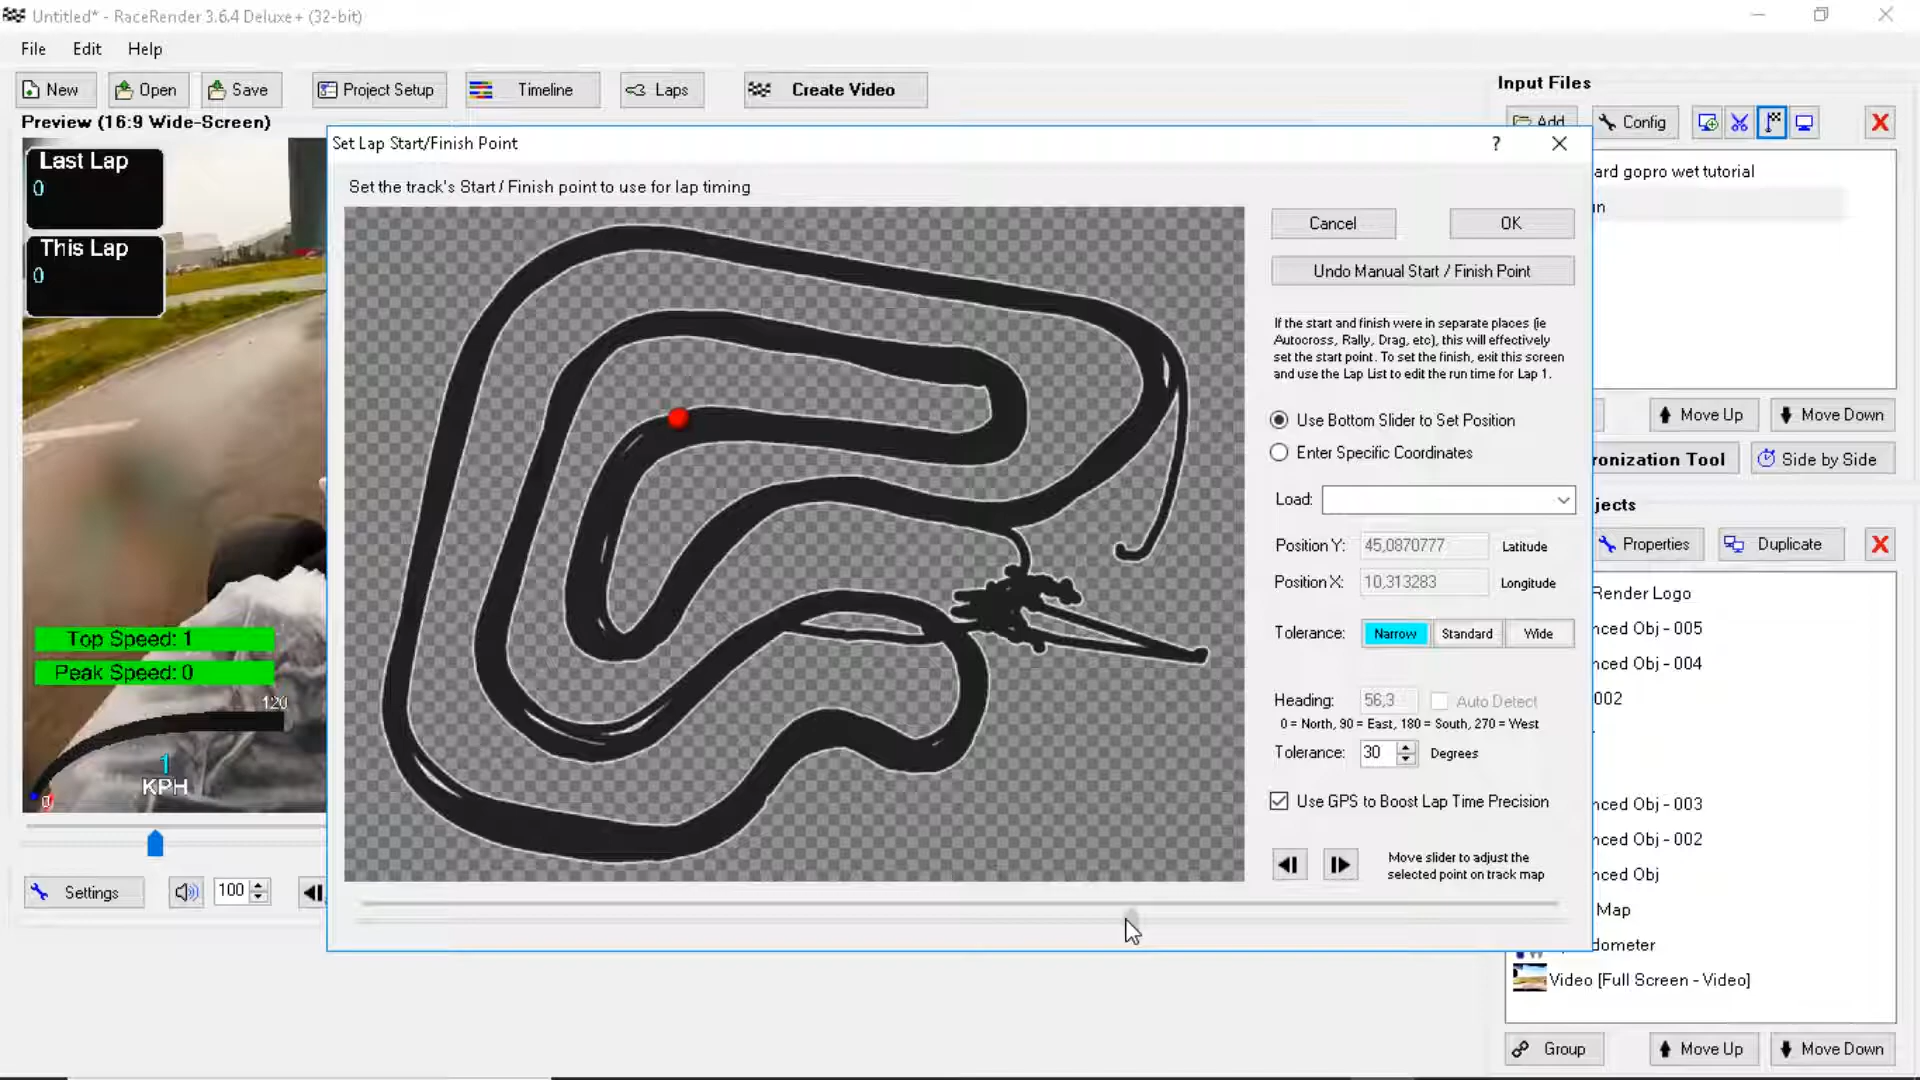 Untitled* - RaceRender 3.6.4 Deluxe+ (32-bit)
File Edit Help
New Open Save Project Setup Timeline Laps Create Video
Preview (16:9 Wide-Screen)
Last Lap
0
This Lap
0
Top Speed: 1
Peak Speed: 0
120
1
KPH
0
Settings 100
Set Lap Start/Finish Point
?
Set the track's Start / Finish point to use for lap timing
Cancel OK
Undo Manual Start / Finish Point
If the start and finish were in separate places (ie
Autocross, Rally, Drag, etc), this will effectively
set the start point. To set the finish, exit this screen
and use the Lap List to edit the run time for Lap 1.
Use Bottom Slider to Set Position
Enter Specific Coordinates
Load:
Position Y: 45,0870777 Latitude
Position X: 10,313283 Longitude
Tolerance: Narrow Standard Wide
Heading: 56,3 Auto Detect
0 = North, 90 = East, 180 = South, 270 = West
Tolerance: 30 Degrees
Use GPS to Boost Lap Time Precision
Move slider to adjust the
selected point on track map
Input Files
Add Config
ard gopro wet tutorial
Move Up Move Down
ronization Tool Side by Side
jects
Properties Duplicate
Render Logo
nced Obj - 005
nced Obj - 004
002
nced Obj - 003
nced Obj - 002
nced Obj
Map
dometer
Video [Full Screen - Video]
Group Move Up Move Down